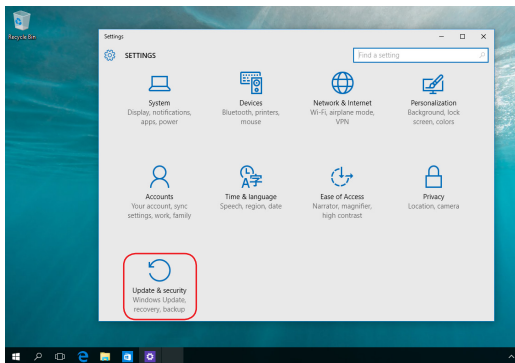 Recycle Bin
Settings
SETTINGS
Find a setting
System
Display, notifications,
apps, power
Devices
Bluetooth, printers,
mouse
Network & Internet
Wi-Fi, airplane mode,
VPN
Personalization
Background, lock
screen, colors
Accounts
Your account, sync
settings, work, family
Time & language
Speech, region, date
Ease of Access
Narrator, magnifier,
high contrast
Privacy
Location, camera
Update & security
Windows Update,
recovery, backup